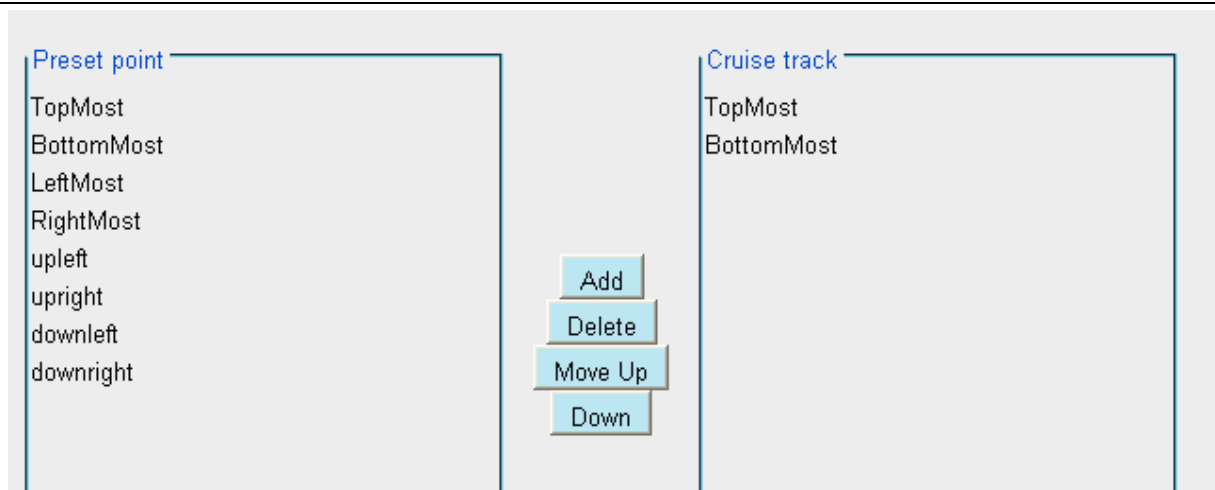 Preset point
TopMost
BottomMost
LeftMost
RightMost
upleft
upright
downleft
downright
Add
Delete
Move Up
Down
Cruise track
TopMost
BottomMost